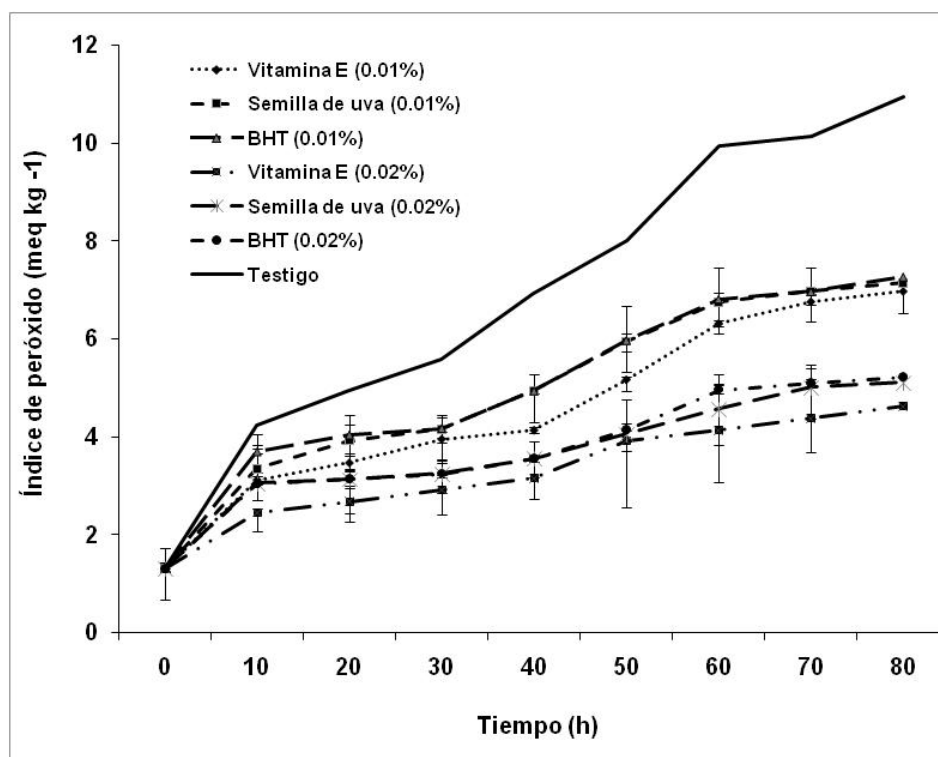 12
10
8
6
4
2
0
Índice de peróxido (meq kg -1)
Vitamina E (0.01%)
Semilla de uva (0.01%)
BHT (0.01%)
Vitamina E (0.02%)
Semilla de uva (0.02%)
BHT (0.02%)
Testigo
0 10 20 30 40 50 60 70 80
Tiempo (h)